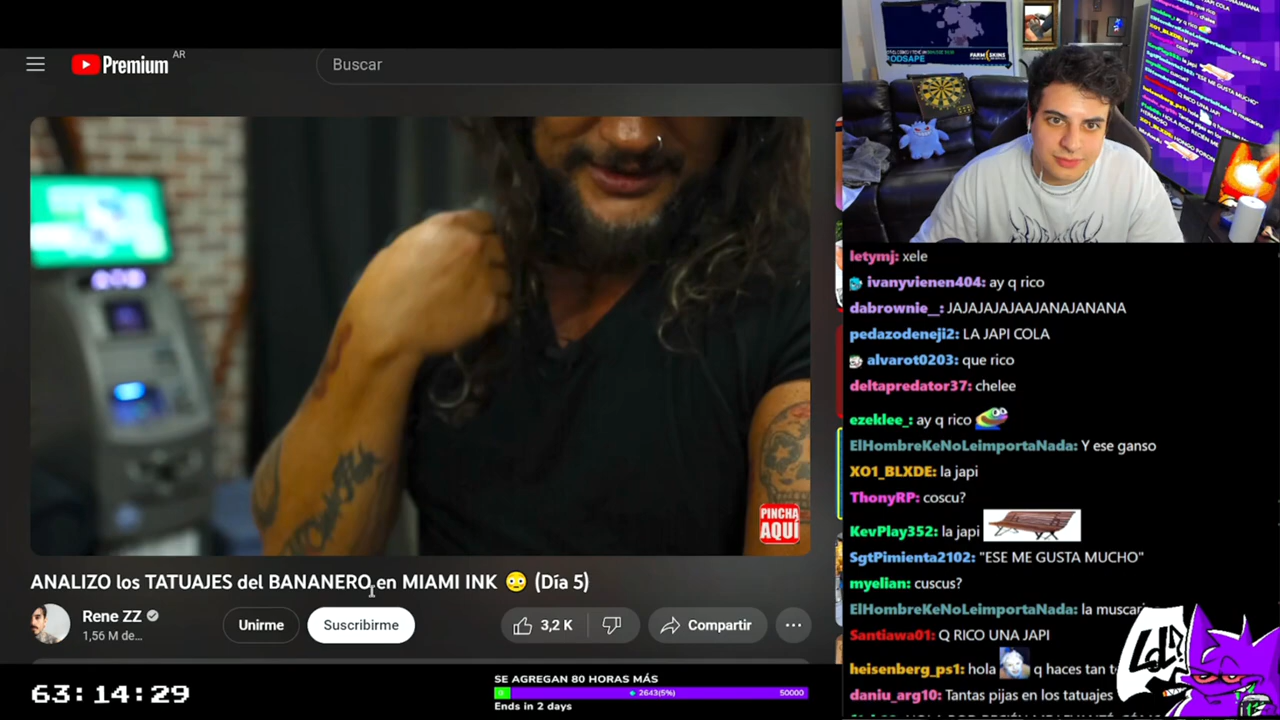 Premium
AR
Buscar
PINCHA
AQUÍ
ANALIZO los TATUAJES del BANANERO en MIAMI INK 😳 (Día 5)
Rene ZZ
1,56 M de...
Unirme
Suscribirme
3,2 K
Compartir
63:14:29
SE AGREGAN 80 HORAS MÁS
0
2643(5%)
50000
Ends in 2 days
letymj: xele
ivanyvienen404: ay q rico
dabrownie__: JAJAJAJAJAAJANAJANANA
pedazodeneji2: LA JAPI COLA
alvarot0203: que rico
deltapredator37: chelee
ezeklee_: ay q rico
ElHombreKeNoLeimportaNada: Y ese ganso
XO1_BLXDE: la japi
ThonyRP: coscu?
KevPlay352: la japi
SgtPimienta2102: "ESE ME GUSTA MUCHO"
myelian: cuscus?
ElHombreKeNoLeimportaNada: la muscari
Santiawa01: Q RICO UNA JAPI
heisenberg_ps1: hola q haces tan t
daniu_arg10: Tantas pijas en los tatuajes
LOL?